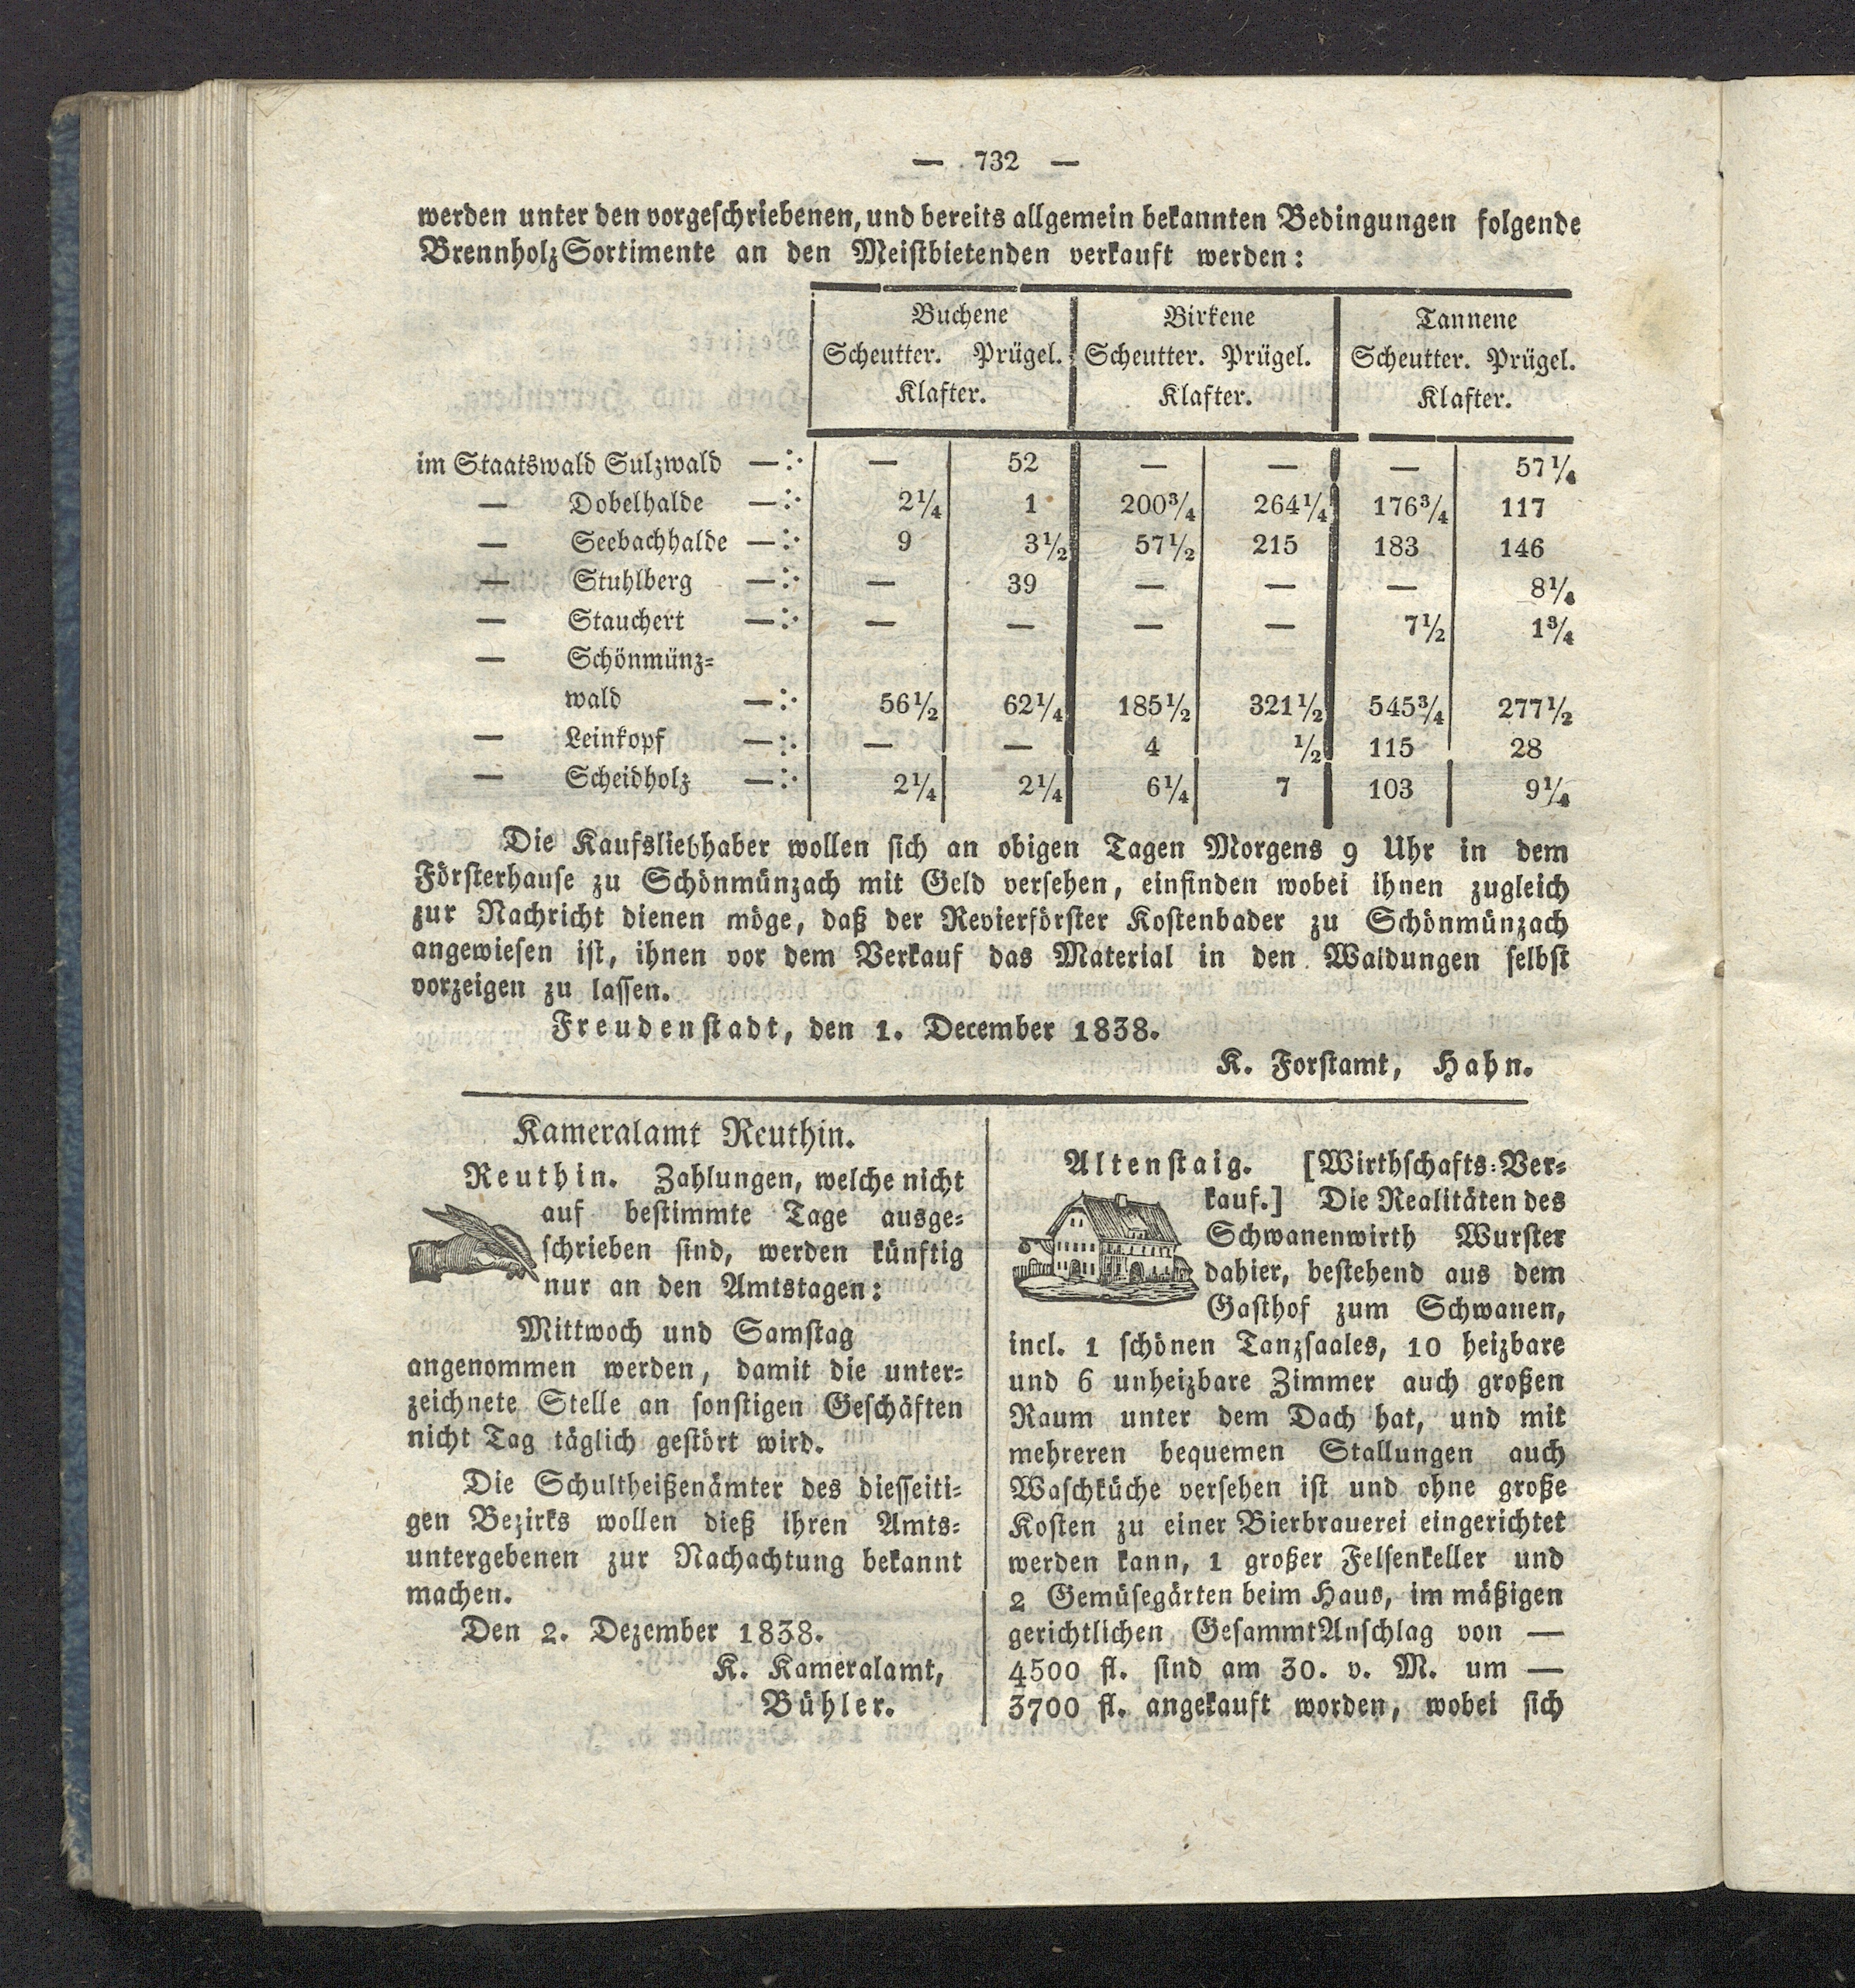 — 732 —
werden unter den vorgeschriebenen, und bereits allgemein bekannten Bedingungen folgende
BrennholzSortimente an den Meistbietenden verkauft werden:
Buchene Birkene Tannene
Scheutter. Prügel. Scheutter. Prügel. Scheutter. Prügel.
Klafter. Klafter. Klafter.
im Staatswald Sulzwald —:· — 52 — — — 57¼
— Dobelhalde —:· 2¼ 1 200¾ 264¼ 176¾ 117
— Seebachhalde —:· 9 3½ 57½ 215 183 146
— Stuhlberg —:· — 39 — — — 8¼
— Stauchert —:· — — — — 7½ 1¾
— Schönmünz-
wald —:· 56½ 62¼ 185½ 321½ 545¾ 277½
— Leinkopf —:· — — 4 ½ 115 28
— Scheidholz —:· 2¼ 2¼ 6¼ 7 103 9¼
Die Kaufsliebhaber wollen sich an obigen Tagen Morgens 9 Uhr in dem
Försterhause zu Schönmünzach mit Geld versehen, einfinden wobei ihnen zugleich
zur Nachricht dienen möge, daß der Revierförster Kostenbader zu Schönmünzach
angewiesen ist, ihnen vor dem Verkauf das Material in den Waldungen selbst
vorzeigen zu lassen.
Freudenstadt, den 1. December 1838.
K. Forstamt, Hahn.
Kameralamt Reuthin.
Reuthin. Zahlungen, welche nicht
auf bestimmte Tage ausge-
schrieben sind, werden künftig
nur an den Amtstagen:
Mittwoch und Samstag
angenommen werden, damit die unter-
zeichnete Stelle an sonstigen Geschäften
nicht Tag täglich gestört wird.
Die Schultheißenämter des diesseiti-
gen Bezirks wollen dieß ihren Amts-
untergebenen zur Nachachtung bekannt
machen.
Den 2. Dezember 1838.
K. Kameralamt,
Bühler.
Altenstaig. [Wirthschafts-Ver-
kauf.] Die Realitäten des
Schwanenwirth Wurster
dahier, bestehend aus dem
Gasthof zum Schwanen,
incl. 1 schönen Tanzsaales, 10 heizbare
und 6 unheizbare Zimmer auch großen
Raum unter dem Dach hat, und mit
mehreren bequemen Stallungen auch
Waschküche versehen ist und ohne große
Kosten zu einer Bierbrauerei eingerichtet
werden kann, 1 großer Felsenkeller und
2 Gemüsegärten beim Haus, im mäßigen
gerichtlichen GesammtAnschlag von —
4500 fl. sind am 30. v. M. um —
3700 fl. angekauft worden, wobei sich